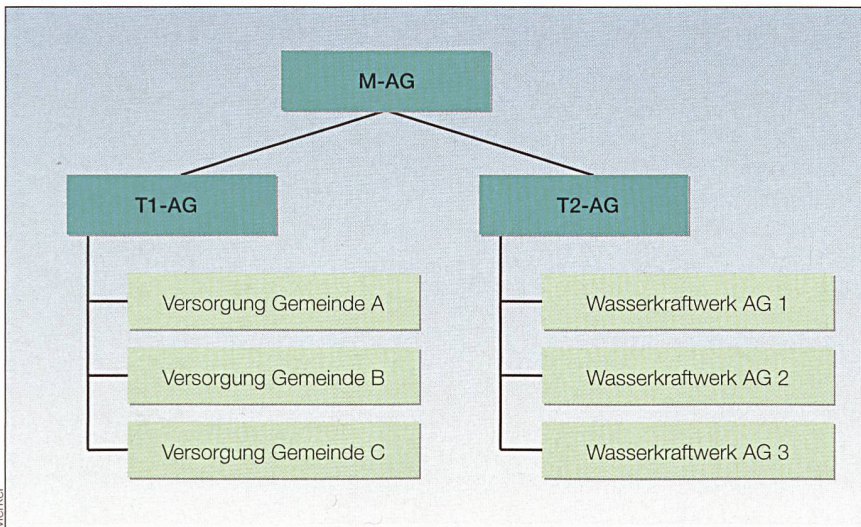 M-AG
T1-AG
T2-AG
Versorgung Gemeinde A
Versorgung Gemeinde B
Versorgung Gemeinde C
Wasserkraftwerk AG 1
Wasserkraftwerk AG 2
Wasserkraftwerk AG 3